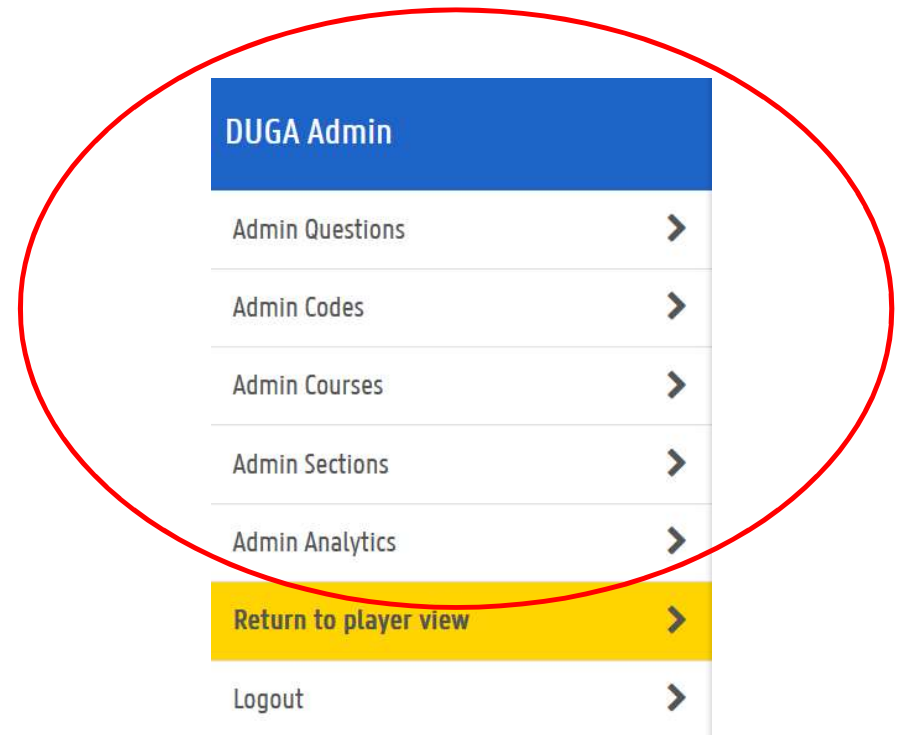 DUGA Admin
Admin Questions
Admin Codes
Admin Courses
Admin Sections
Admin Analytics
Return to player view
Logout